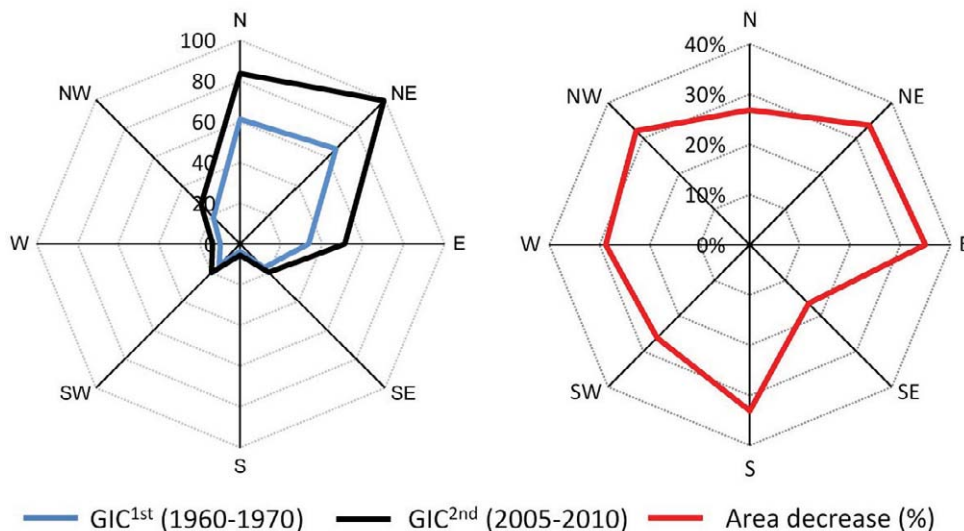 N
N
100
40%
NW
80
NE
NW
30%
NE
60
20%
40
20
10%
W
0
E
W
0%
E
SW
SE
SW
SE
S
S
GIC1st (1960-1970)
GIC2nd (2005-2010)
Area decrease (%)